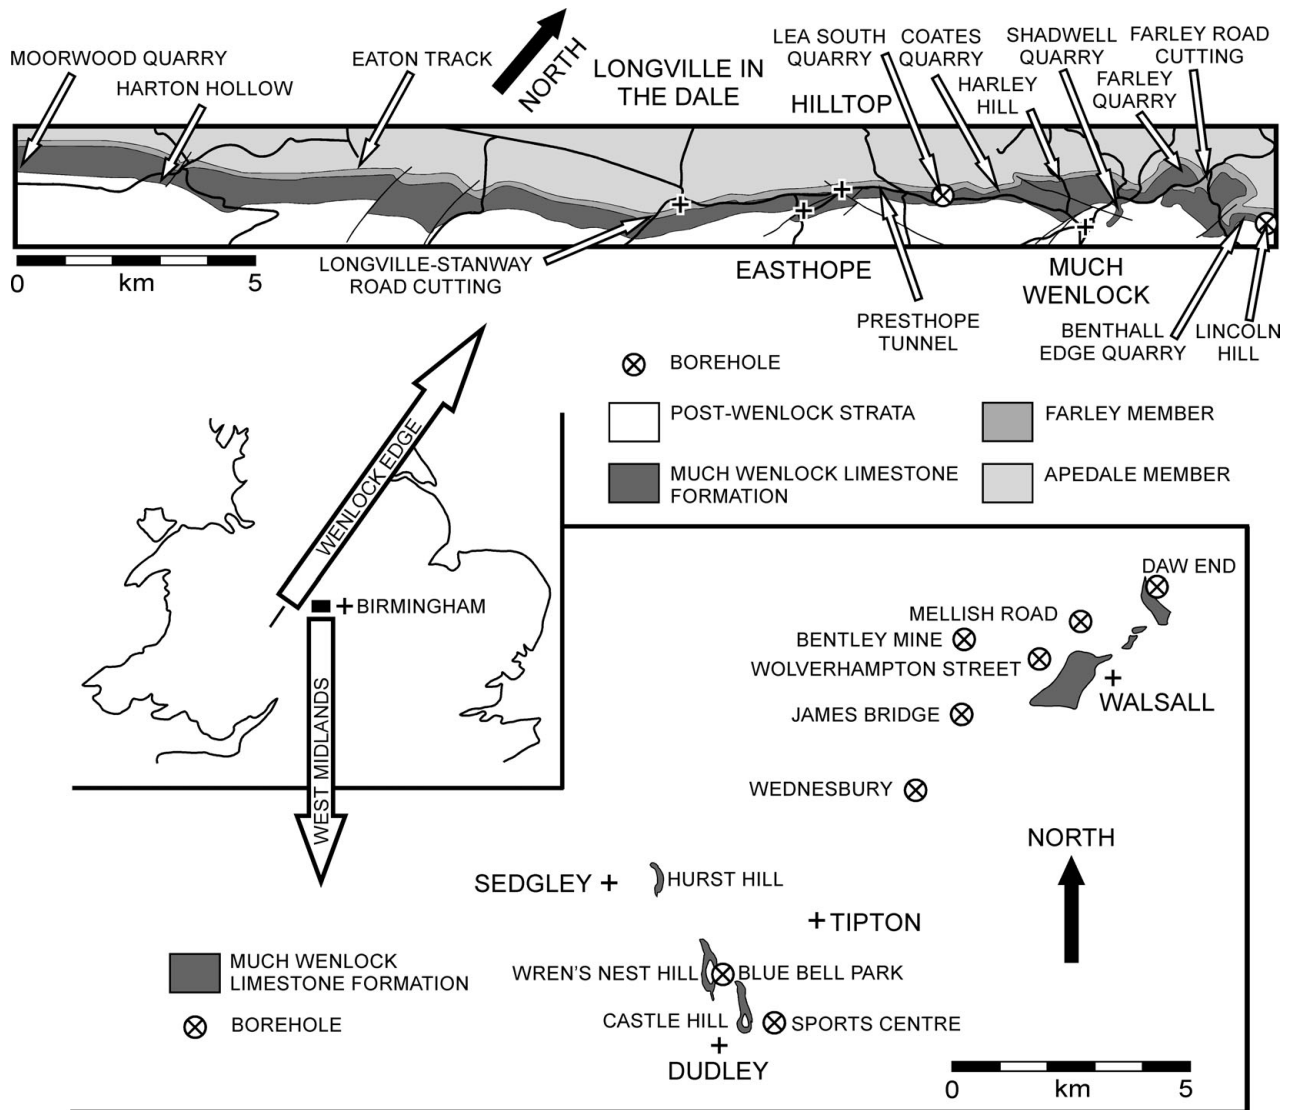 MOORWOOD QUARRY
HARTON HOLLOW
EATON TRACK
NORTH
LONGVILLE IN
THE DALE
HILLTOP
LEA SOUTH
QUARRY
COATES
QUARRY
HARLEY
HILL
SHADWELL
QUARRY
FARLEY
QUARRY
FARLEY ROAD
CUTTING
0
km
5
LONGVILLE-STANWAY
ROAD CUTTING
EASTHOPE
PRESTHOPE
TUNNEL
MUCH
WENLOCK
BENTHALL
EDGE QUARRY
LINCOLN
HILL
BOREHOLE
POST-WENLOCK STRATA
FARLEY MEMBER
MUCH WENLOCK LIMESTONE
FORMATION
APEDALE MEMBER
WENLOCK EDGE
BIRMINGHAM
WEST MIDLANDS
DAW END
MELLISH ROAD
BENTLEY MINE
WOLVERHAMPTON STREET
WALSALL
JAMES BRIDGE
WEDNESBURY
NORTH
SEDGLEY
HURST HILL
TIPTON
WREN'S NEST HILL
BLUE BELL PARK
CASTLE HILL
SPORTS CENTRE
DUDLEY
MUCH WENLOCK
LIMESTONE FORMATION
BOREHOLE
0
km
5